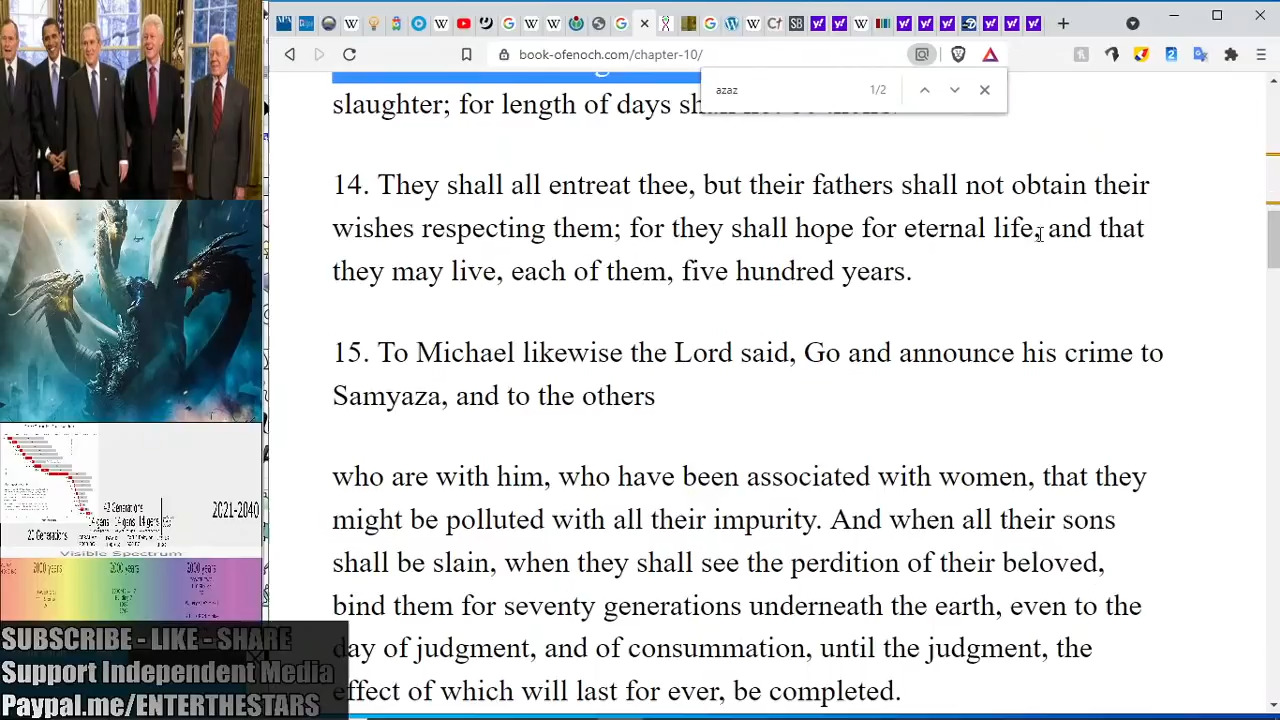 book-ofenoch.com/chapter-10/
azaz
1/2
slaughter; for length of days
14. They shall all entreat thee, but their fathers shall not obtain their
wishes respecting them; for they shall hope for eternal life, and that
they may live, each of them, five hundred years.
15. To Michael likewise the Lord said, Go and announce his crime to
Samyaza, and to the others
who are with him, who have been associated with women, that they
might be polluted with all their impurity. And when all their sons
shall be slain, when they shall see the perdition of their beloved,
bind them for seventy generations underneath the earth, even to the
day of judgment, and of consummation, until the judgment, the
effect of which will last for ever, be completed.
2021-2040
Visible Spectrum
SUBSCRIBE - LIKE - SHARE
Support Independent Media
Paypal.me/ENTERTHESTARS